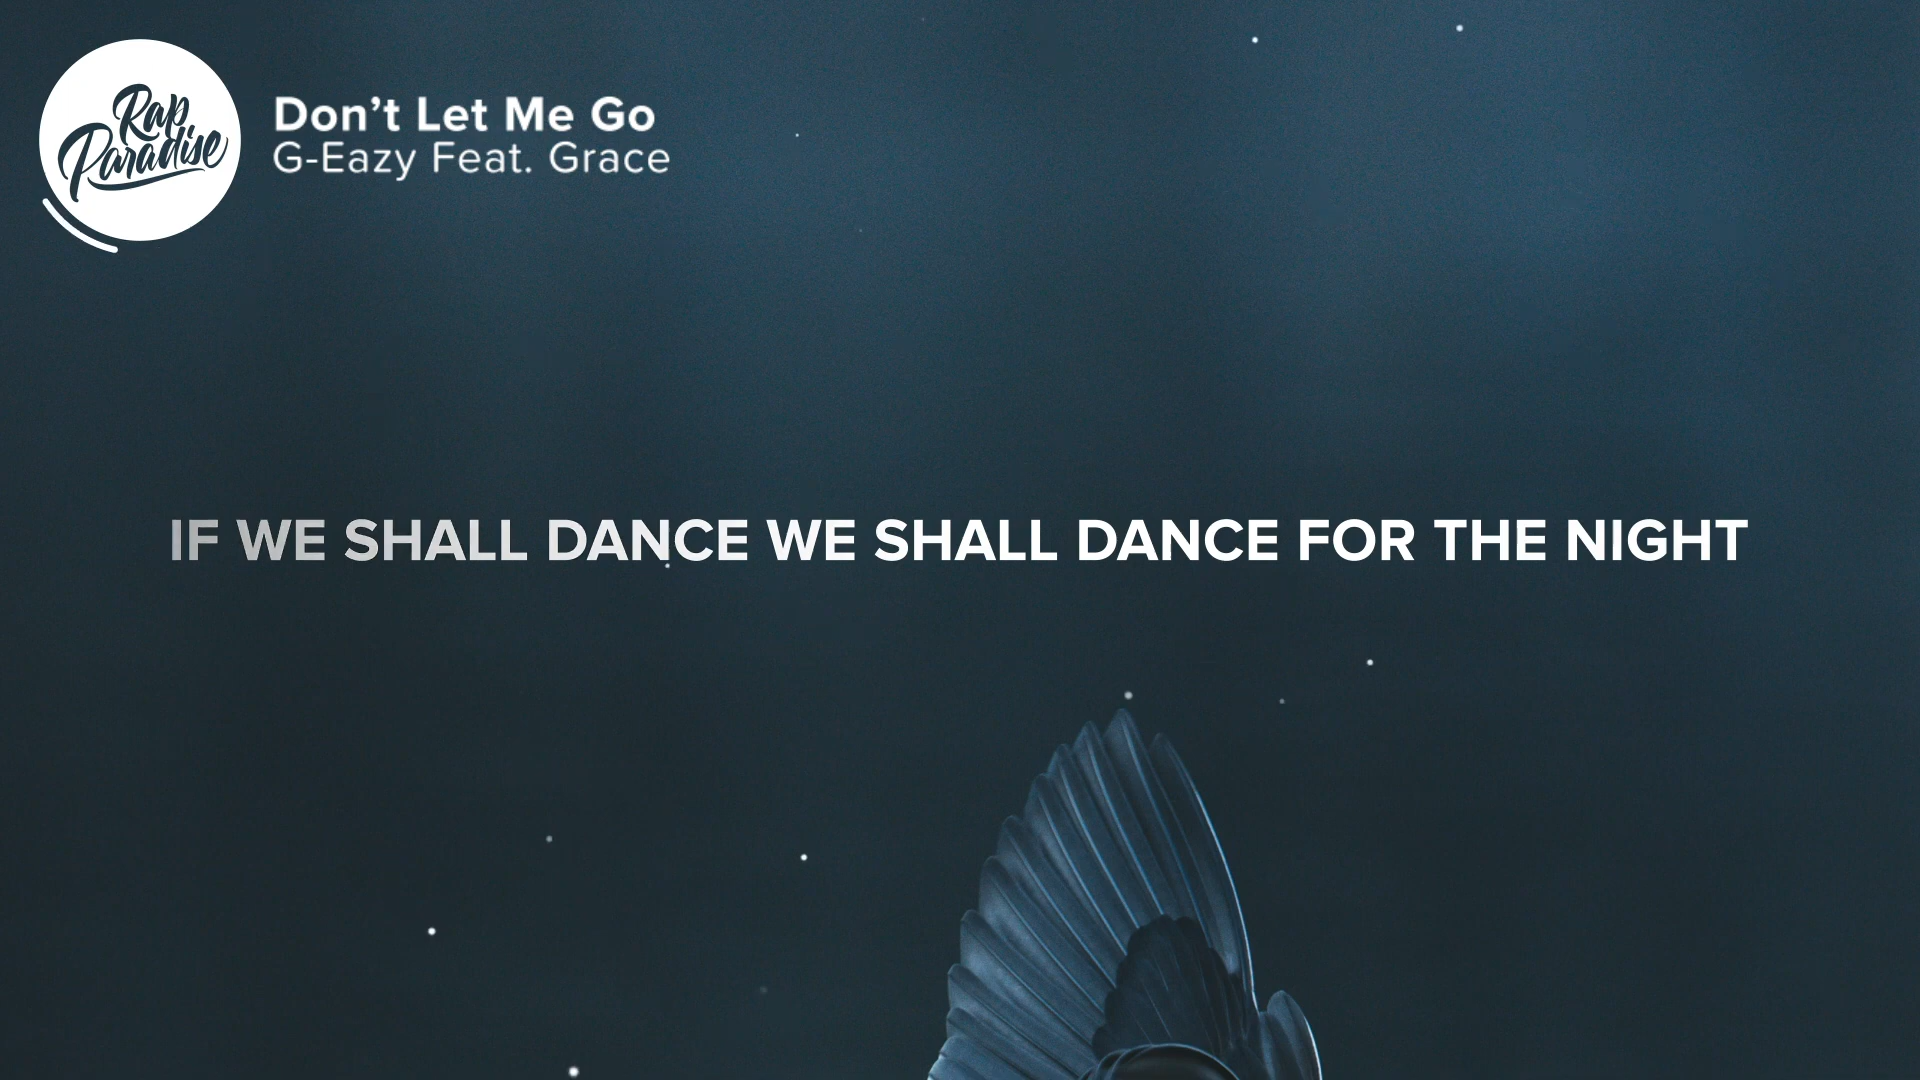 Rap
Paradise
Don’t Let Me Go
G-Eazy Feat. Grace
IF WE SHALL DANCE WE SHALL DANCE FOR THE NIGHT